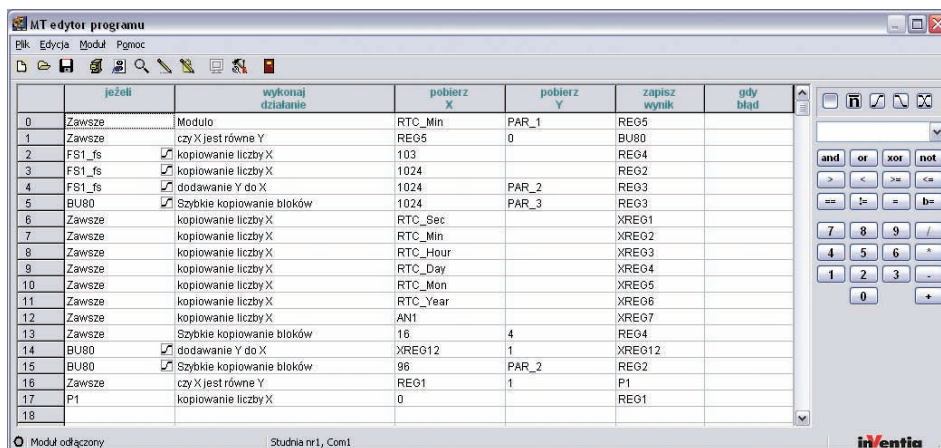 MT edytor programu
Plik Edycja Moduł Pomoc
jeżeli wykonaj działanie pobierz X pobierz Y zapisz wynik gdy błąd
0 Zawsze Modulo RTC_Min PAR_1 REG5
1 Zawsze czy X jest równe Y REG5 0 BU80
2 FS1_fs kopiowanie liczby X 103 REG4
3 FS1_fs kopiowanie liczby X 1024 REG2
4 FS1_fs dodawanie Y do X 1024 PAR_2 REG3
5 BU80 Szybkie kopiowanie bloków 1024 PAR_3 REG3
6 Zawsze kopiowanie liczby X RTC_Sec XREG1
7 Zawsze kopiowanie liczby X RTC_Min XREG2
8 Zawsze kopiowanie liczby X RTC_Hour XREG3
9 Zawsze kopiowanie liczby X RTC_Day XREG4
10 Zawsze kopiowanie liczby X RTC_Mon XREG5
11 Zawsze kopiowanie liczby X RTC_Year XREG6
12 Zawsze kopiowanie liczby X AN1 XREG7
13 Zawsze Szybkie kopiowanie bloków 16 4 REG4
14 BU80 dodawanie Y do X XREG12 1 XREG12
15 BU80 Szybkie kopiowanie bloków 96 PAR_2 REG2
16 Zawsze czy X jest równe Y REG1 1 P1
17 P1 kopiowanie liczby X 0 REG1
18
and or xor not
> < >= <=
== != = b=
7 8 9 /
4 5 6 *
1 2 3 -
0 +
Moduł odłączony Studnia nr1, Com1 inVentia